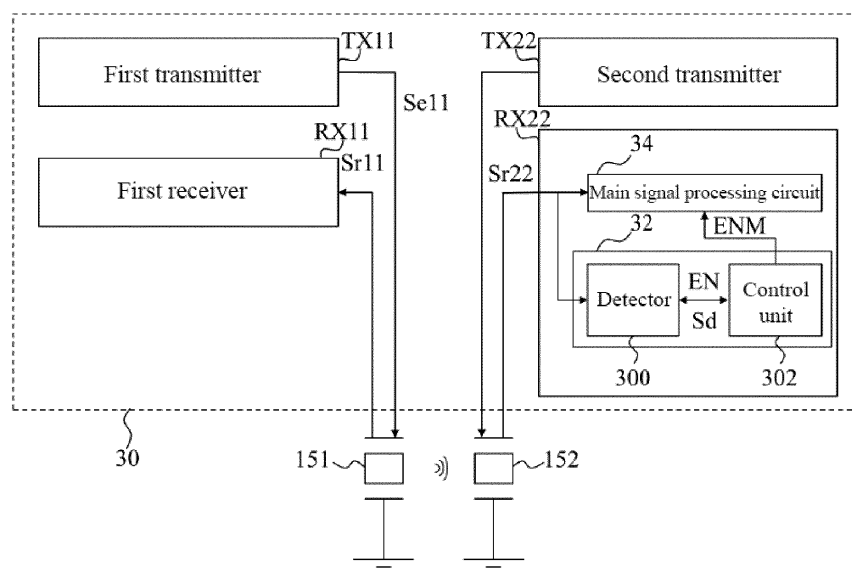 TX11
First transmitter
Se11
RX11
Sr11
First receiver
TX22
Second transmitter
RX22
Sr22
34
Main signal processing circuit
ENM
32
Detector
EN
Sd
Control
unit
300
302
30
151
152